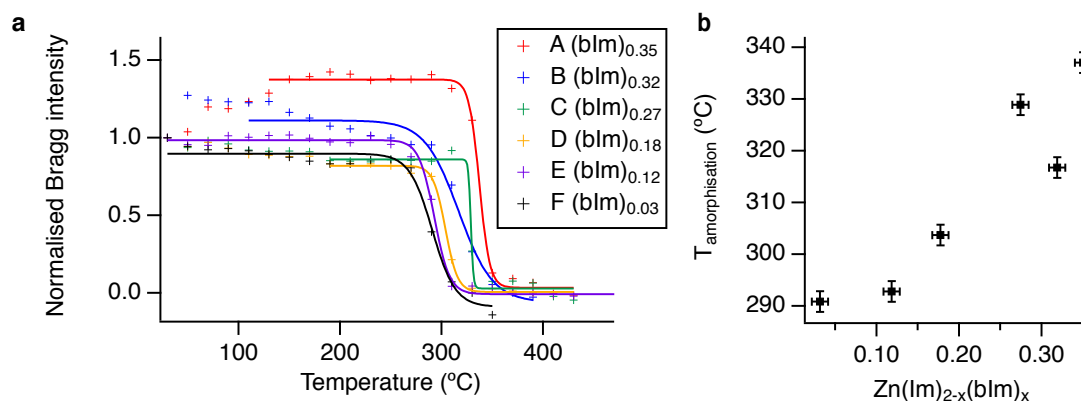 a
Normalised Bragg intensity
1.5
1.0
0.5
0.0
100
200
300
400
Temperature (ºC)
A (bIm)0.35
B (bIm)0.32
C (bIm)0.27
D (bIm)0.18
E (bIm)0.12
F (bIm)0.03
b
Tamorphisation (ºC)
340
330
320
310
300
290
0.10
0.20
0.30
Zn(Im)2-x(bIm)x